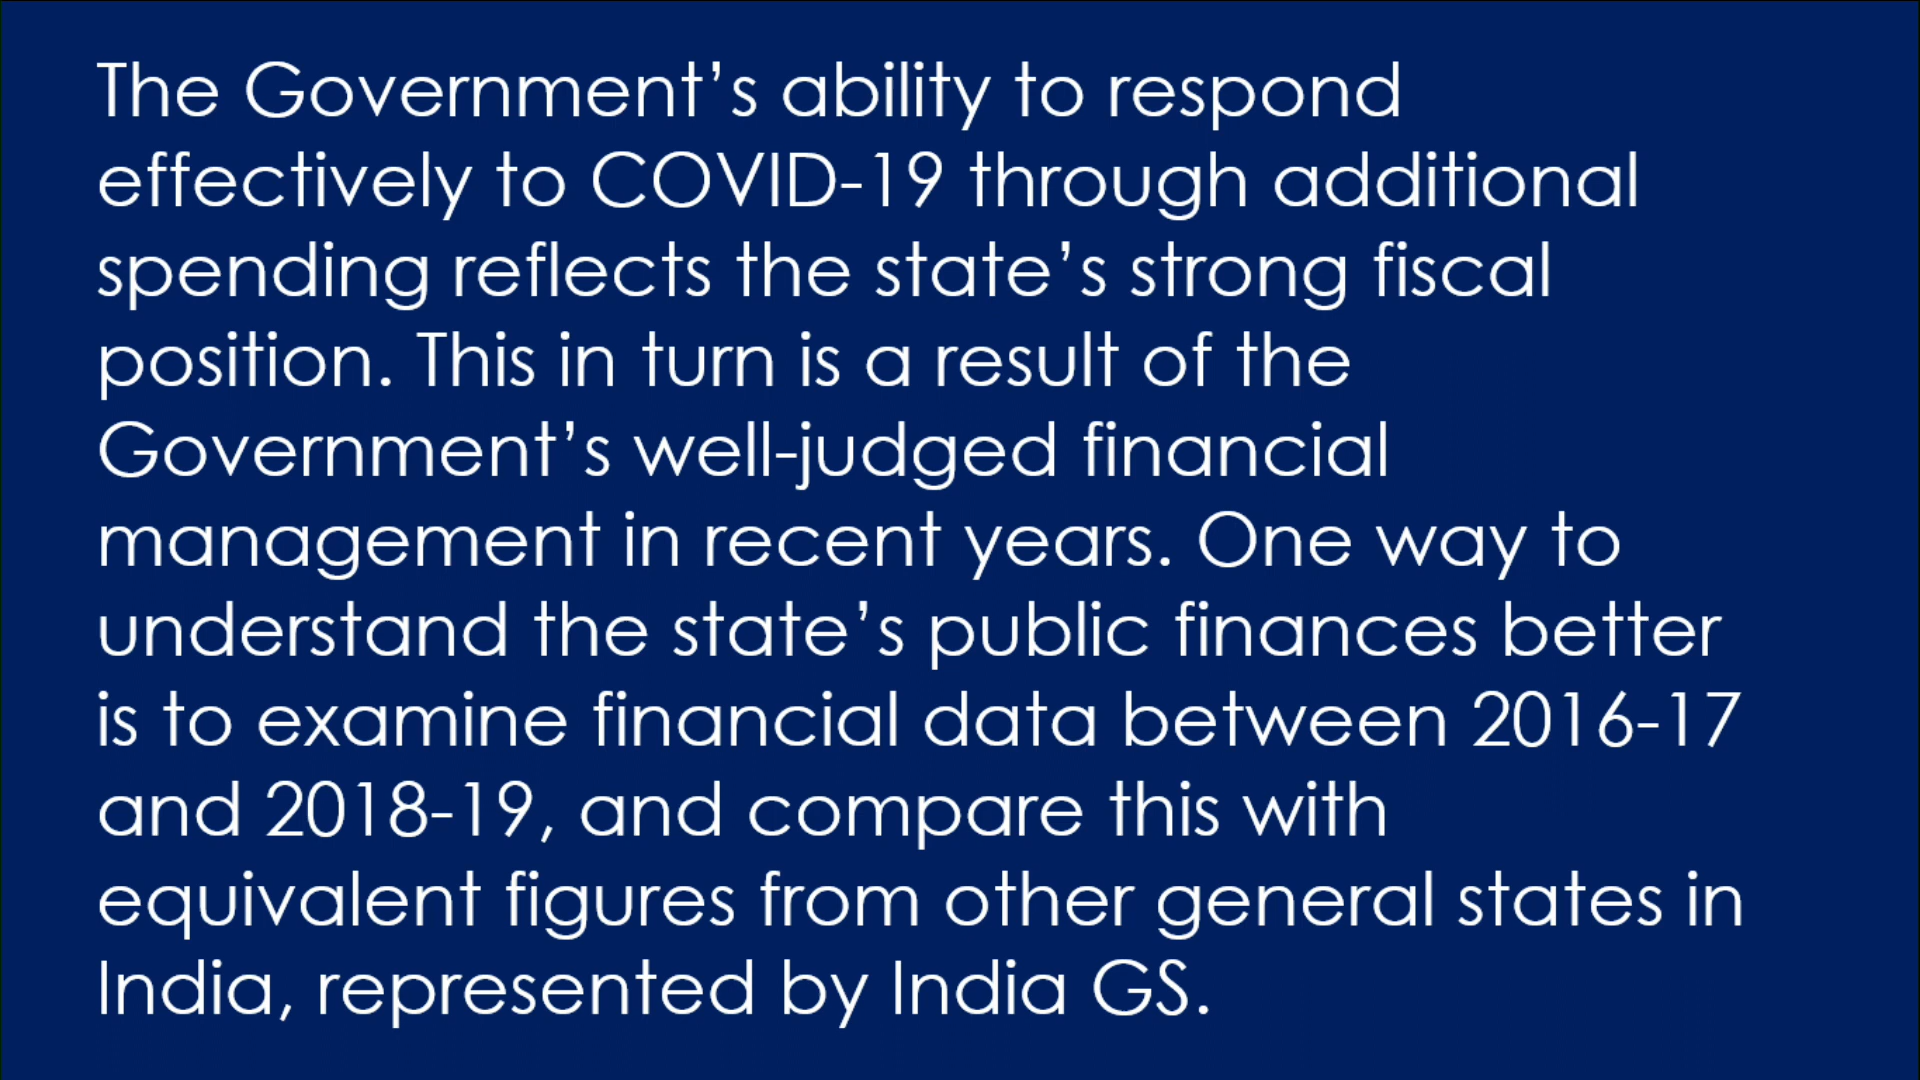 The Government’s ability to respond
effectively to COVID-19 through additional
spending reflects the state’s strong fiscal
position. This in turn is a result of the
Government’s well-judged financial
management in recent years. One way to
understand the state’s public finances better
is to examine financial data between 2016-17
and 2018-19, and compare this with
equivalent figures from other general states in
India, represented by India GS.